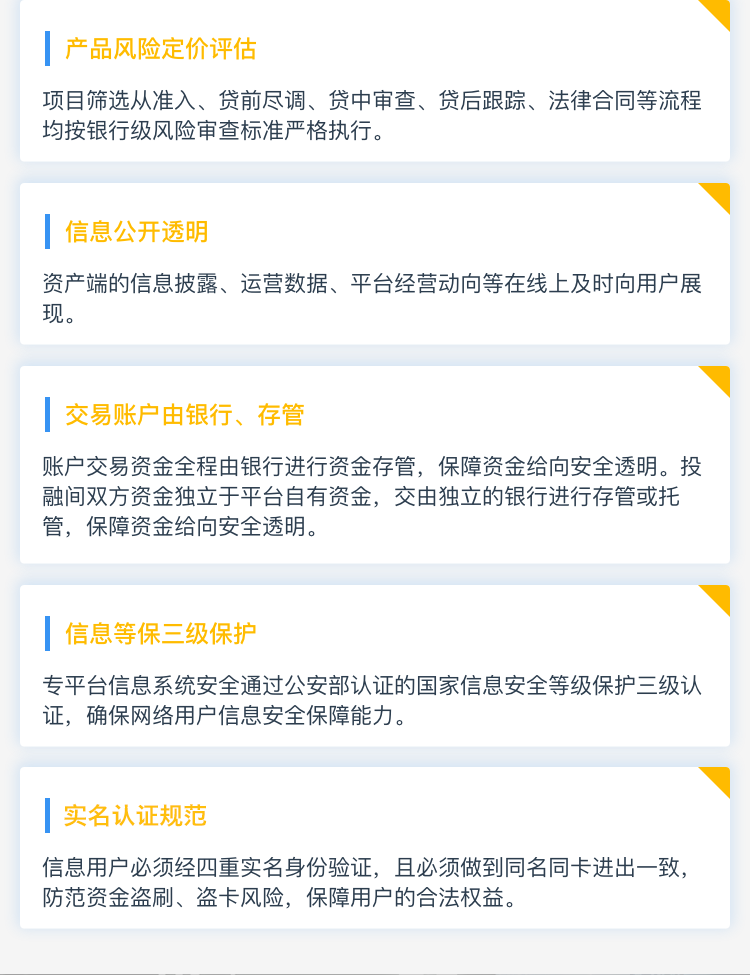 产品风险定价评估
项目筛选从准入、贷前尽调、贷中审查、贷后跟踪、法律合同等流程
均按银行级风险审查标准严格执行。
信息公开透明
资产端的信息披露、运营数据、平台经营动向等在线上及时向用户展
现。
交易账户由银行、存管
账户交易资金全程由银行进行资金存管，保障资金给向安全透明。投
融间双方资金独立于平台自有资金，交由独立的银行进行存管或托
管，保障资金给向安全透明。
信息等保三级保护
专平台信息系统安全通过公安部认证的国家信息安全等级保护三级认
证，确保网络用户信息安全保障能力。
实名认证规范
信息用户必须经四重实名身份验证，且必须做到同名同卡进出一致，
防范资金盗刷、盗卡风险，保障用户的合法权益。